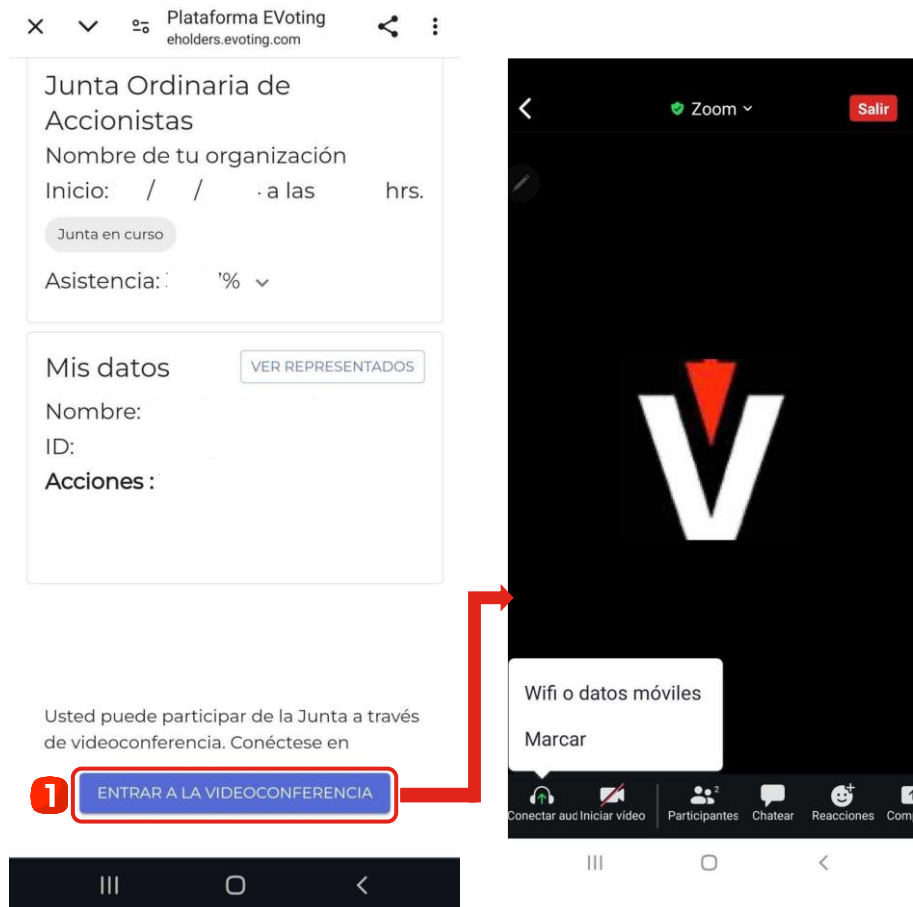 Plataforma EVoting
eholders.evoting.com
Junta Ordinaria de
Accionistas
Nombre de tu organización
Inicio: / / a las hrs.
Junta en curso
Asistencia: %
Mis datos
VER REPRESENTADOS
Nombre:
ID:
Acciones :
Usted puede participar de la Junta a través
de videoconferencia. Conéctese en
1
ENTRAR A LA VIDEOCONFERENCIA
Zoom
Salir
V
Wifi o datos móviles
Marcar
2
Conectar aud
Iniciar video
Participantes
Chatear
Reacciones
Comp